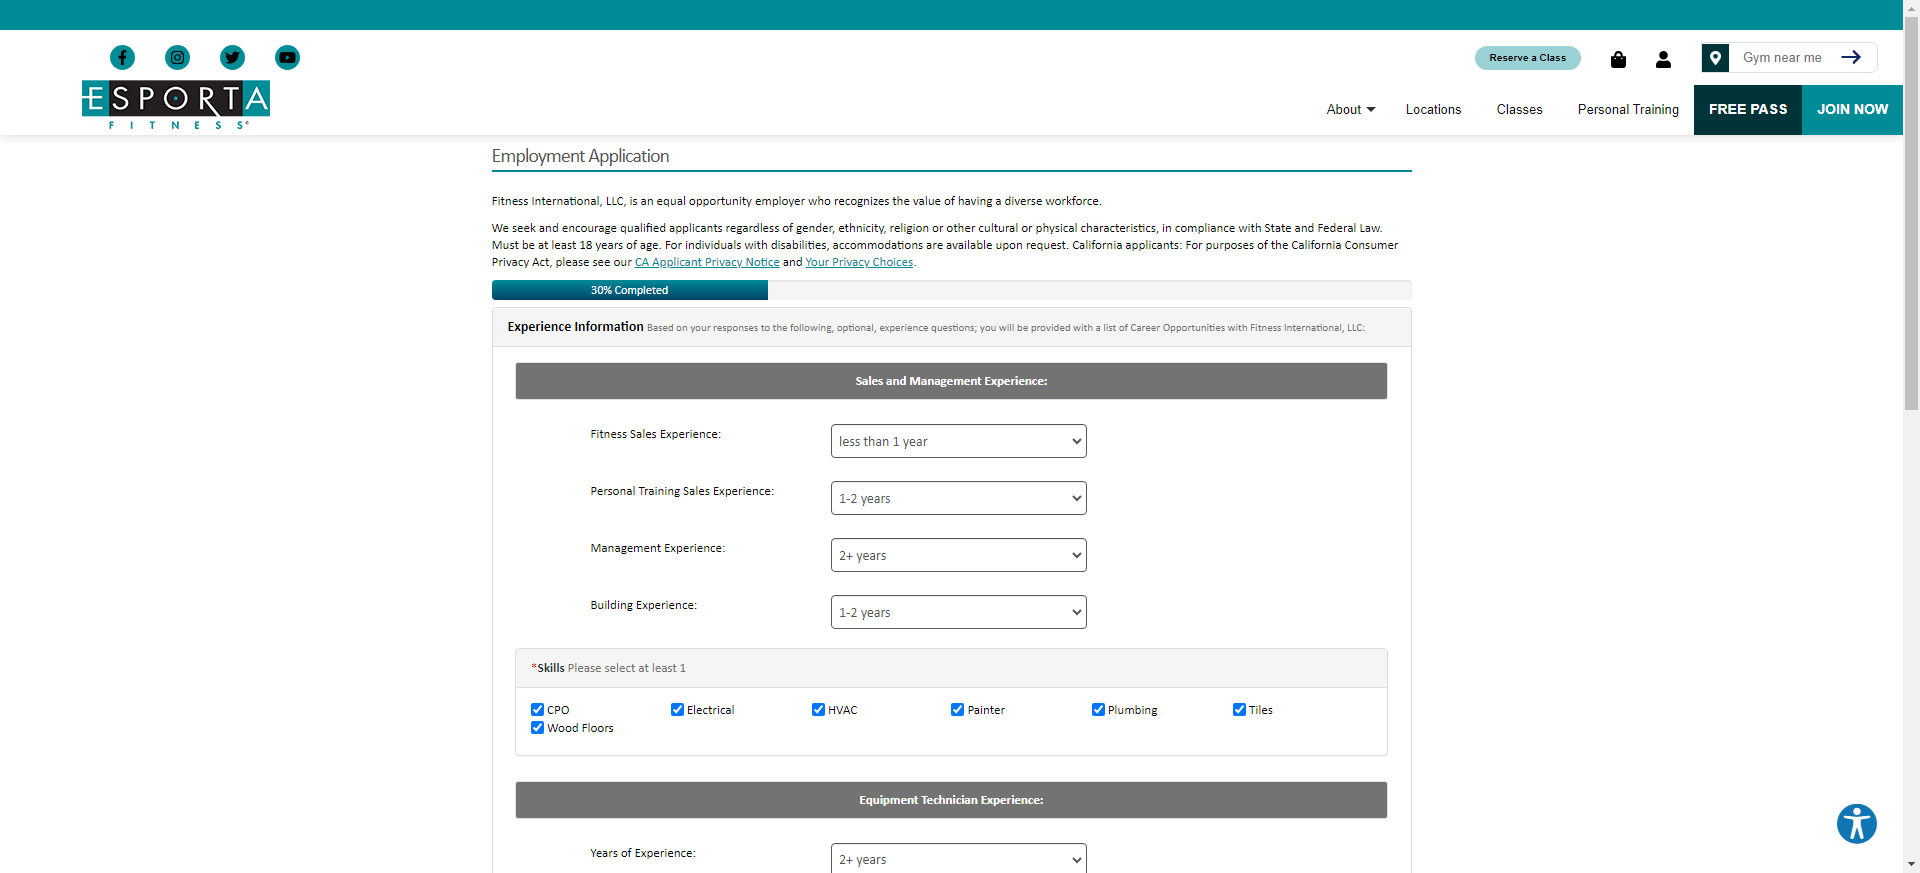 Reserve a Class
Gym near me
ESPORTA
FITNESS®
About
Locations
Classes
Personal Training
FREE PASS
JOIN NOW
Employment Application
Fitness International, LLC, is an equal opportunity employer who recognizes the value of having a diverse workforce.
We seek and encourage qualified applicants regardless of gender, ethnicity, religion or other cultural or physical characteristics, in compliance with State and Federal Law.
Must be at least 18 years of age. For individuals with disabilities, accommodations are available upon request. California applicants: For purposes of the California Consumer
Privacy Act, please see our CA Applicant Privacy Notice and Your Privacy Choices.
30% Completed
Experience Information Based on your responses to the following, optional, experience questions; you will be provided with a list of Career Opportunities with Fitness International, LLC:
Sales and Management Experience:
Fitness Sales Experience:
less than 1 year
Personal Training Sales Experience:
1-2 years
Management Experience:
2+ years
Building Experience:
1-2 years
*Skills Please select at least 1
CPO
Electrical
HVAC
Painter
Plumbing
Tiles
Wood Floors
Equipment Technician Experience:
Years of Experience:
2+ years